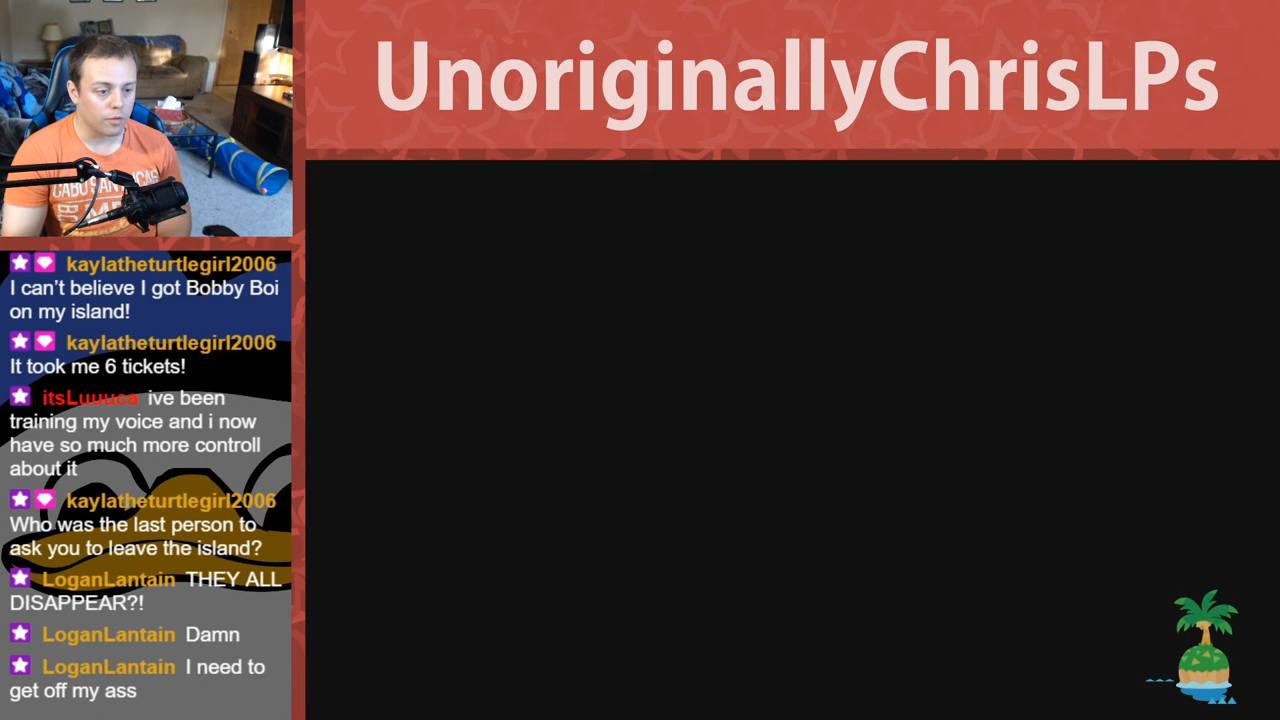 UnoriginallyChrisLPs
CABO SAN LUCAS
kaylatheturtlegirl2006
I can't believe I got Bobby Boi
on my island!
kaylatheturtlegirl2006
It took me 6 tickets!
itsLuuuca ive been
training my voice and i now
have so much more controll
about it
kaylatheturtlegirl2006
Who was the last person to
ask you to leave the island?
LoganLantain THEY ALL
DISAPPEAR?!
LoganLantain Damn
LoganLantain I need to
get off my ass